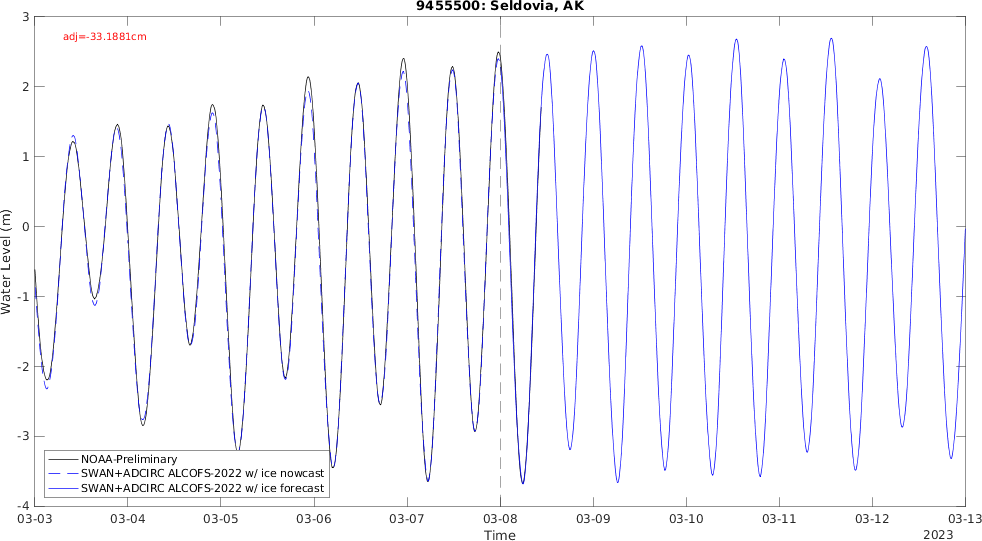 9455500: Seldovia, AK
adj=-33.1881cm
3
2
1
0
-1
-2
-3
-4
Water Level (m)
NOAA-Preliminary
SWAN+ADCIRC ALCOFS-2022 w/ ice nowcast
SWAN+ADCIRC ALCOFS-2022 w/ ice forecast
03-03 03-04 03-05 03-06 03-07 03-08 03-09 03-10 03-11 03-12 03-13
Time
2023